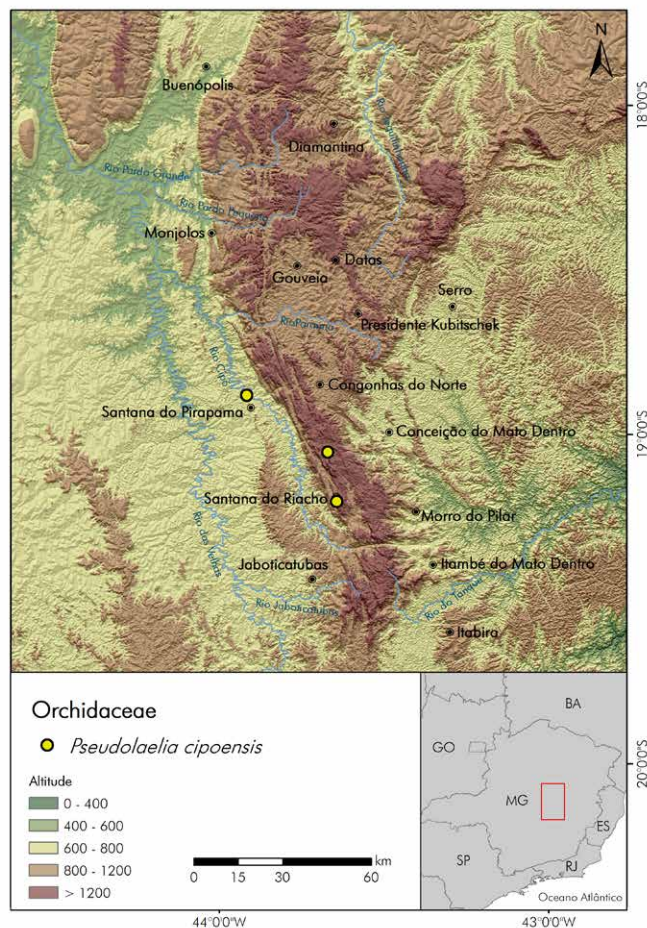 N
Buenópolis
18°0'0"S
Diamantina
Rio Jequitinhonha
Rio Pardo Grande
Rio Pardo Pequeno
Monjolos
Datas
Gouveia
Serro
Presidente Kubitschek
Rio Paraúna
Rio Cipó
Congonhas do Norte
Santana do Pirapama
Conceição do Mato Dentro
19°0'0"S
Santana do Riacho
Morro do Pilar
Rio das Velhas
Jaboticatubas
Itambé do Mato Dentro
Rio Jaboticatubas
Rio do Tanque
Itabira
Orchidaceae
Pseudolaelia cipoensis
Altitude
0 - 400
400 - 600
600 - 800
800 - 1200
> 1200
km
0 15 30 60
BA
GO
MG
ES
SP
RJ
Oceano Atlântico
20°0'0"S
44°0'0"W
43°0'0"W